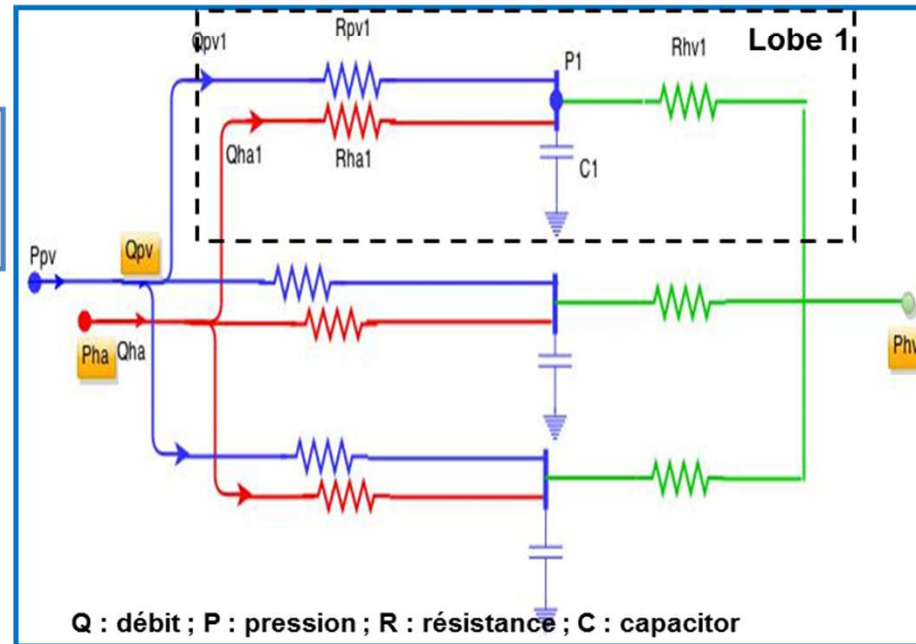 Qpv1
Rpv1
Lobe 1
P1
Rhv1
Qha1
Rha1
C1
Ppv
Qpv
Pha
Qha
Phv
Q : débit ; P : pression ; R : résistance ; C : capacitor